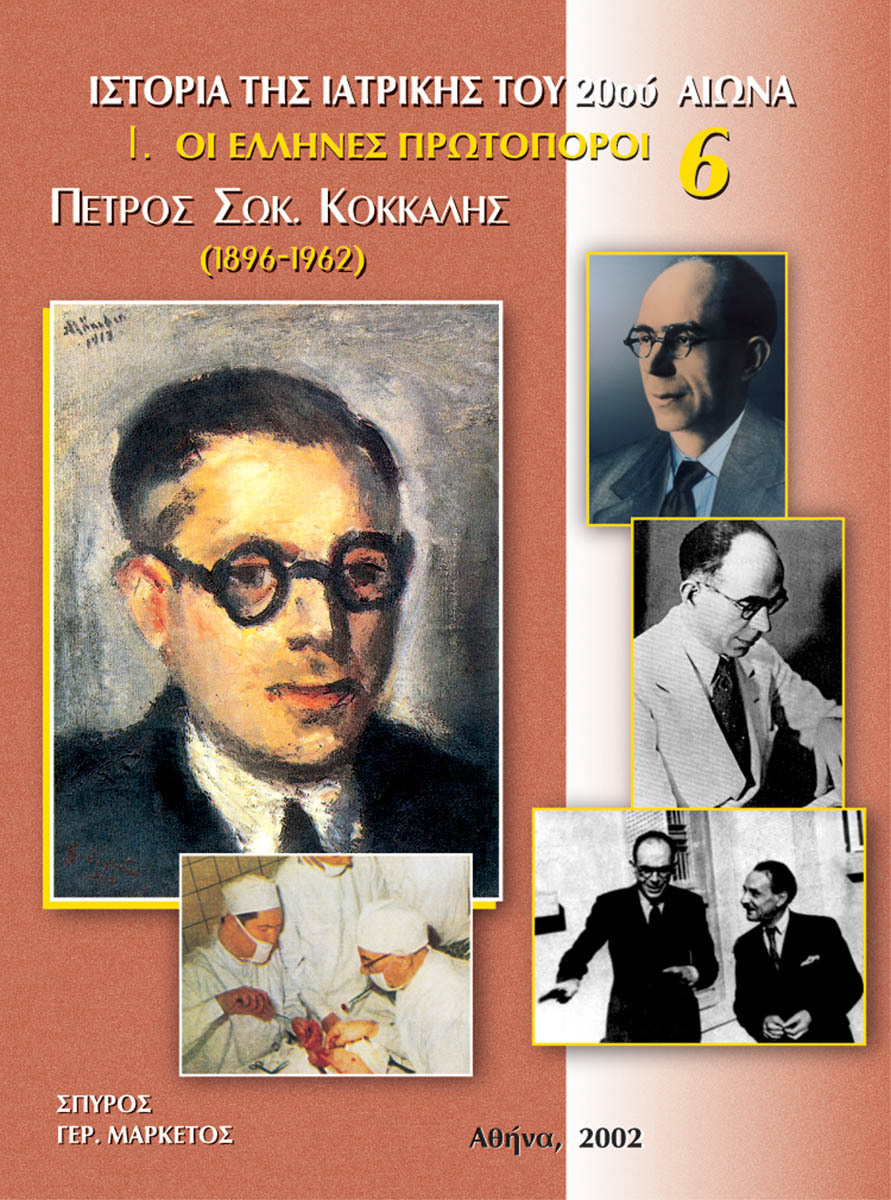 ΙΣΤΟΡΙΑ ΤΗΣ ΙΑΤΡΙΚΗΣ ΤΟΥ 20ού ΑΙΩΝΑ
Ι. ΟΙ ΕΛΛΗΝΕΣ ΠΡΩΤΟΠΟΡΟΙ 6
ΠΕΤΡΟΣ ΣΩΚ. ΚΟΚΚΑΛΗΣ
(1896-1962)
ΣΠΥΡΟΣ
ΓΕΡ. ΜΑΡΚΕΤΟΣ
Αθήνα, 2002